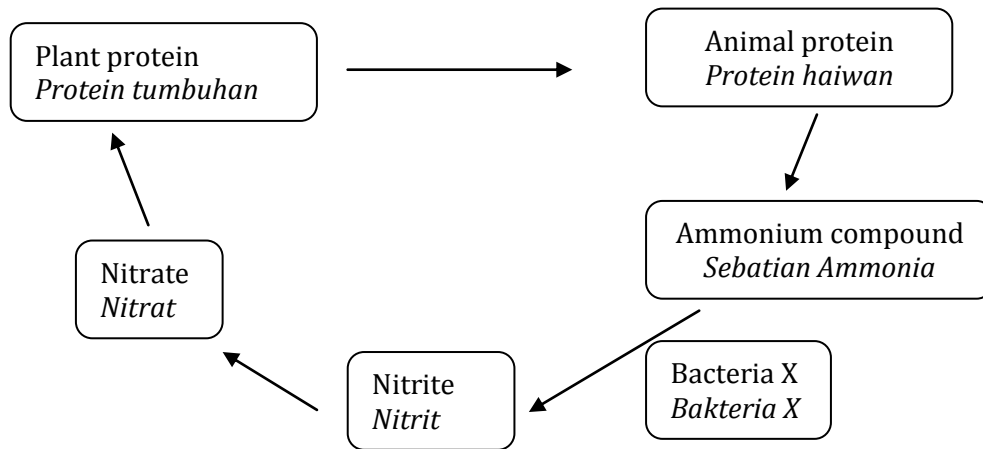 Plant protein
Protein tumbuhan
Animal protein
Protein haiwan
Ammonium compound
Sebatian Ammonia
Nitrate
Nitrat
Nitrite
Nitrit
Bacteria X
Bakteria X